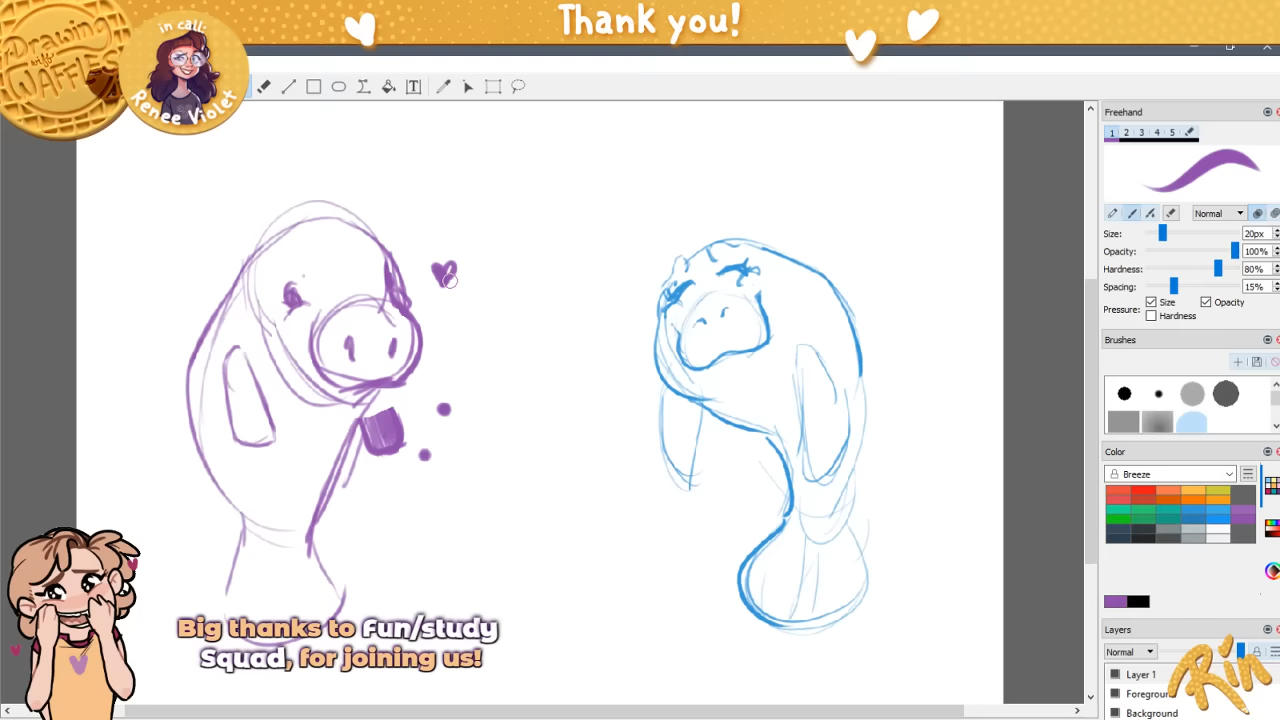 Thank you!
Drawing
with
WAFFLES
in call:
Renee Violet
T
Freehand
1 2 3 4 5
Normal
Size: 20px
Opacity: 100%
Hardness: 80%
Spacing: 15%
Pressure: Size Opacity
Hardness
Brushes
Color
Breeze
Layers
Normal
Layer 1
Foregroun
Background
Big thanks to Fun/study
Squad, for joining us!
Rin